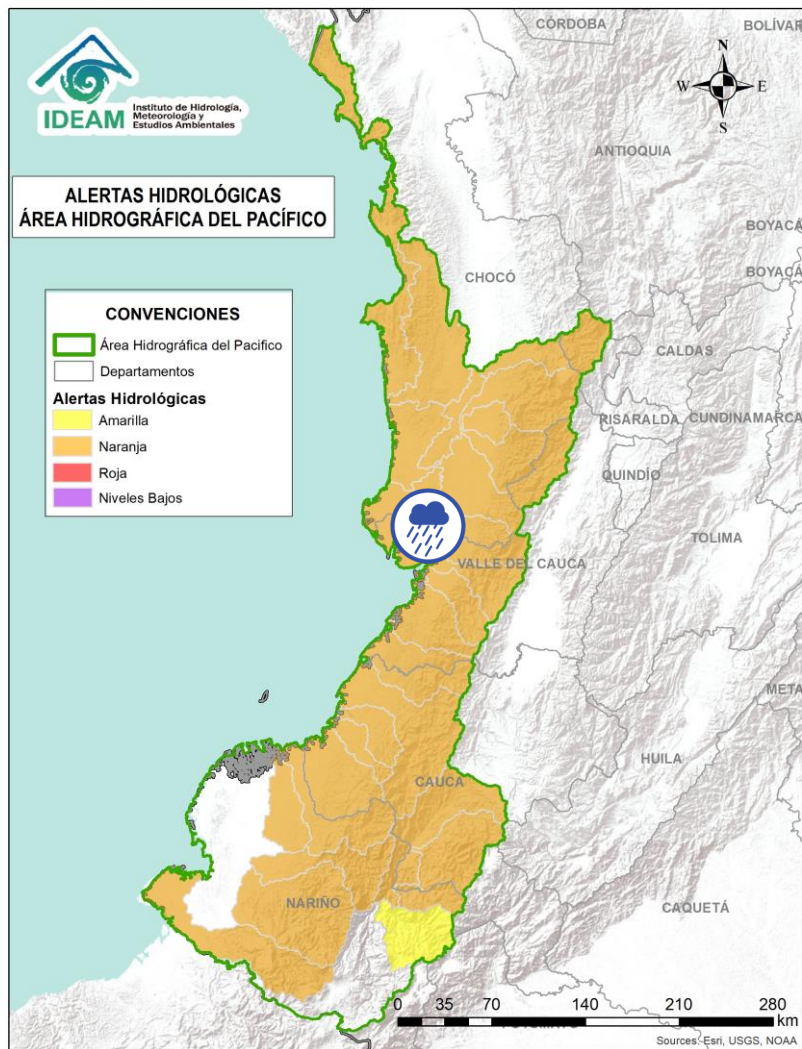 IDEAM
Instituto de Hidrología,
Meteorología y
Estudios Ambientales
ALERTAS HIDROLÓGICAS
ÁREA HIDROGRÁFICA DEL PACÍFICO
CONVENCIONES
Área Hidrográfica del Pacifico
Departamentos
Alertas Hidrológicas
Amarilla
Naranja
Roja
Niveles Bajos
CÓRDOBA
BOLÍVAR
N
W E
S
ANTIOQUIA
BOYACÁ
BOYACÁ
CHOCÓ
CALDAS
RISARALDA
CUNDINAMARCA
QUINDÍO
TOLIMA
VALLE DEL CAUCA
META
HUILA
CAUCA
NARIÑO
CAQUETÁ
0 35 70 140 210 280
km
Sources: Esri, USGS, NOAA